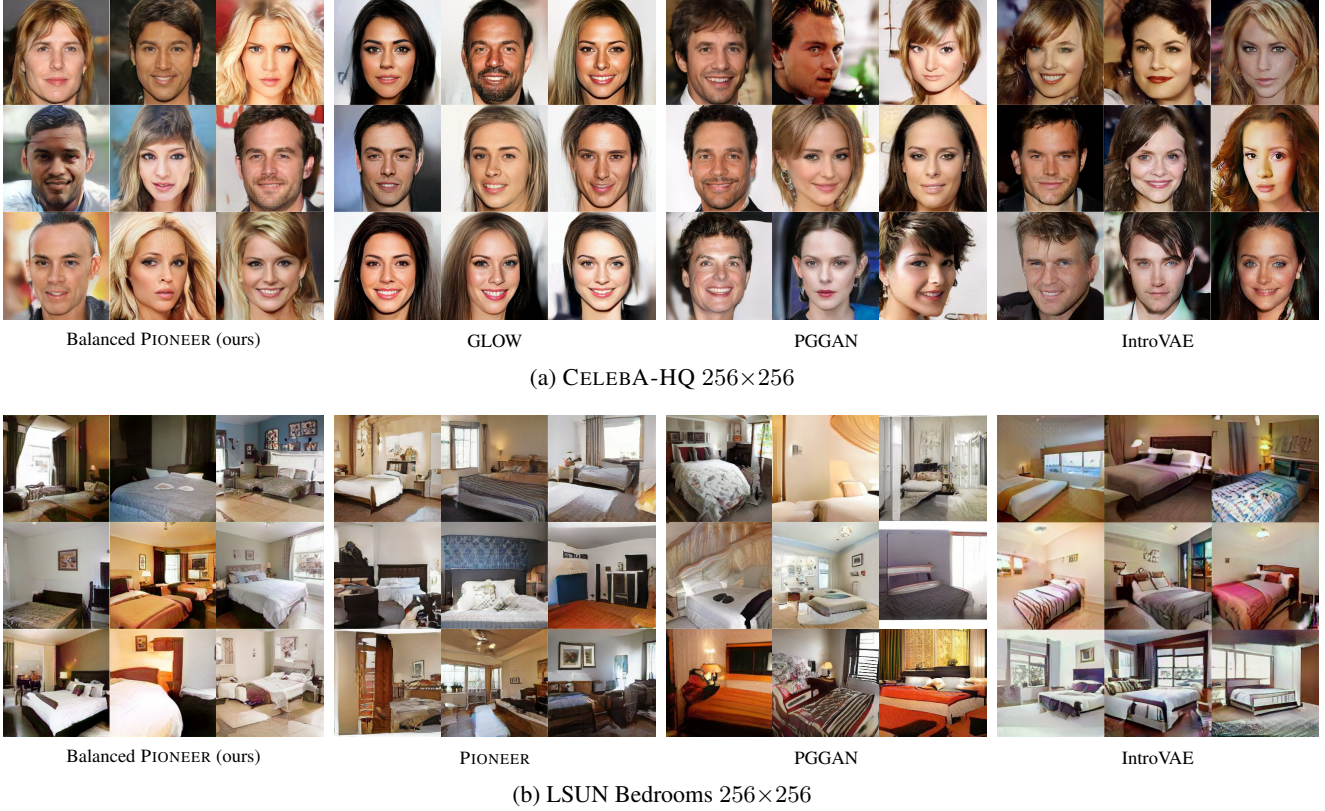 Balanced PIONEER (ours) GLOW PGGAN IntroVAE
(a) CELEBA-HQ 256×256
Balanced PIONEER (ours) PIONEER PGGAN IntroVAE
(b) LSUN Bedrooms 256×256